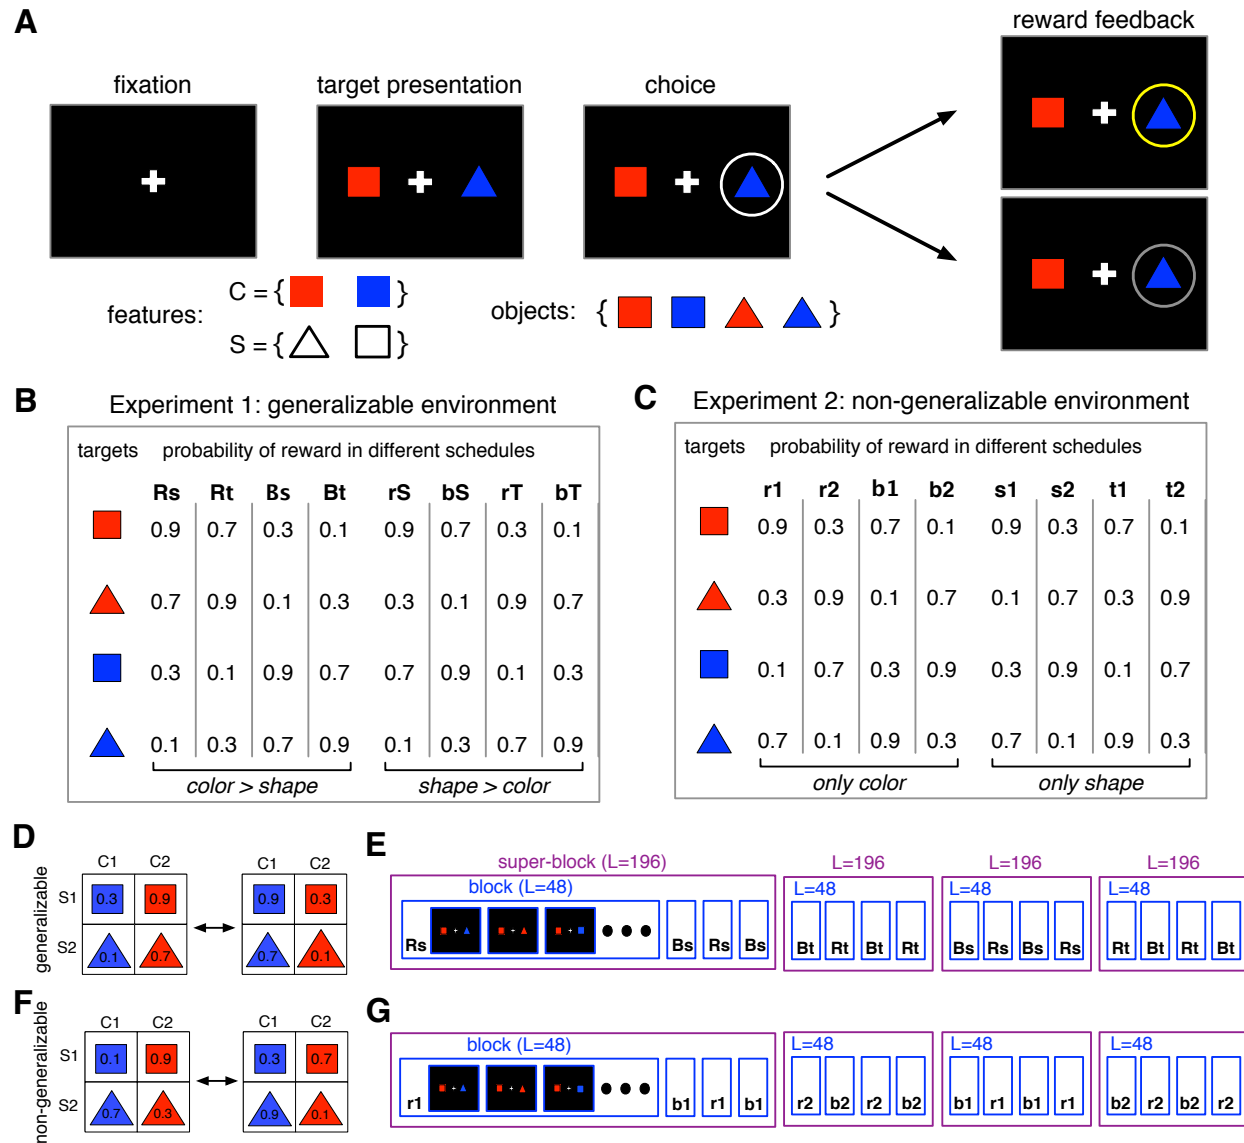 A
reward feedback
fixation
target presentation
choice
features:
C = { }
S = { }
objects: { }
B
Experiment 1: generalizable environment
targets probability of reward in different schedules
Rs Rt Bs Bt rS bS rT bT
0.9 0.7 0.3 0.1 0.9 0.7 0.3 0.1
0.7 0.9 0.1 0.3 0.3 0.1 0.9 0.7
0.3 0.1 0.9 0.7 0.7 0.9 0.1 0.3
0.1 0.3 0.7 0.9 0.1 0.3 0.7 0.9
color > shape shape > color
C
Experiment 2: non-generalizable environment
targets probability of reward in different schedules
r1 r2 b1 b2 s1 s2 t1 t2
0.9 0.3 0.7 0.1 0.9 0.3 0.7 0.1
0.3 0.9 0.1 0.7 0.1 0.7 0.3 0.9
0.1 0.7 0.3 0.9 0.3 0.9 0.1 0.7
0.7 0.1 0.9 0.3 0.7 0.1 0.9 0.3
only color only shape
D
generalizable
C1 C2 C1 C2
S1 0.3 0.9 0.9 0.3
S2 0.1 0.7 0.7 0.1
E
super-block (L=196) L=196 L=196 L=196
block (L=48) L=48 L=48 L=48
Rs Bs Rs Bs Bt Rt Bt Rt Bs Rs Bs Rs Rt Bt Rt Bt
F
non-generalizable
C1 C2 C1 C2
S1 0.1 0.9 0.3 0.7
S2 0.7 0.3 0.9 0.1
G
block (L=48) L=48 L=48 L=48
r1 b1 r1 b1 r2 b2 r2 b2 b1 r1 b1 r1 b2 r2 b2 r2